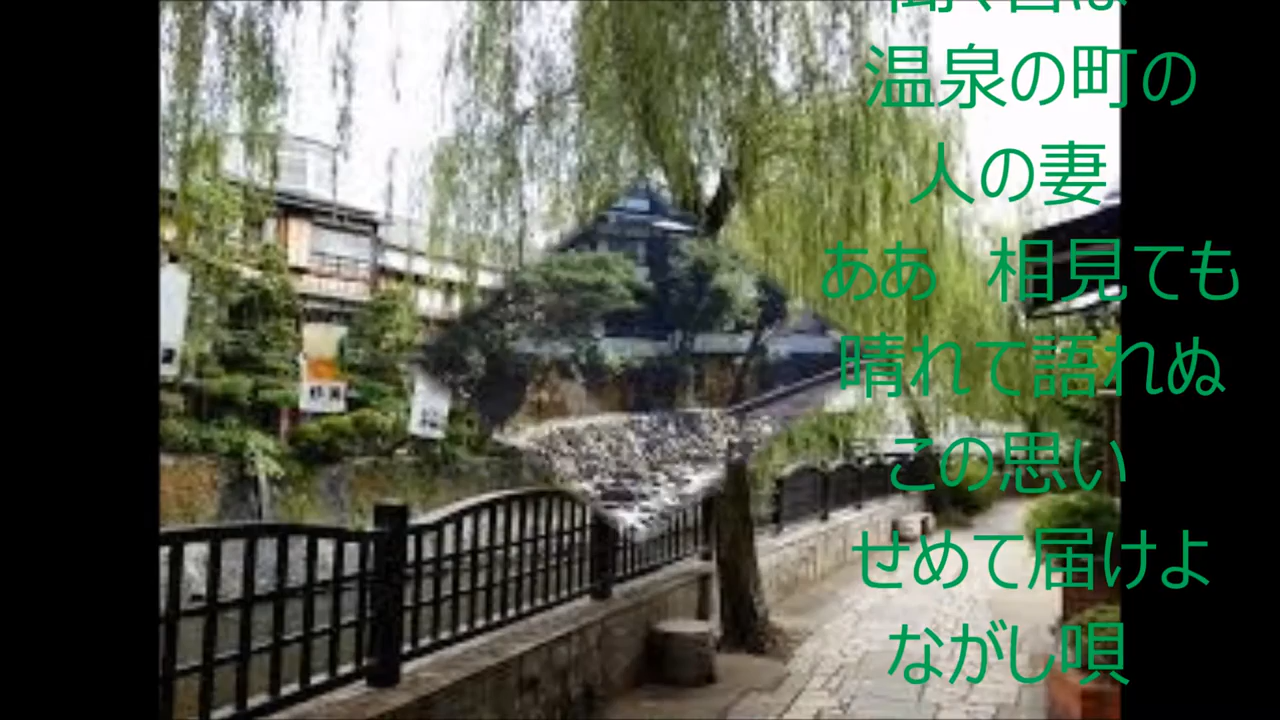 温泉の町の
人の妻
ああ 相見ても
晴れて語れぬ
この思い
せめて届けよ
ながし唄